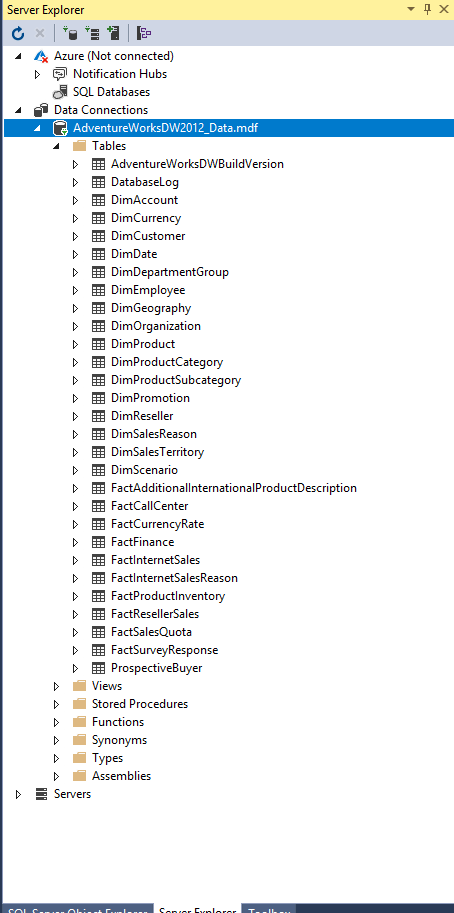 Server Explorer
Azure (Not connected)
Notification Hubs
SQL Databases
Data Connections
AdventureWorksDW2012_Data.mdf
Tables
AdventureWorksDWBuildVersion
DatabaseLog
DimAccount
DimCurrency
DimCustomer
DimDate
DimDepartmentGroup
DimEmployee
DimGeography
DimOrganization
DimProduct
DimProductCategory
DimProductSubcategory
DimPromotion
DimReseller
DimSalesReason
DimSalesTerritory
DimScenario
FactAdditionalInternationalProductDescription
FactCallCenter
FactCurrencyRate
FactFinance
FactInternetSales
FactInternetSalesReason
FactProductInventory
FactResellerSales
FactSalesQuota
FactSurveyResponse
ProspectiveBuyer
Views
Stored Procedures
Functions
Synonyms
Types
Assemblies
Servers
SQL Server Object Explorer Server Explorer Toolbox